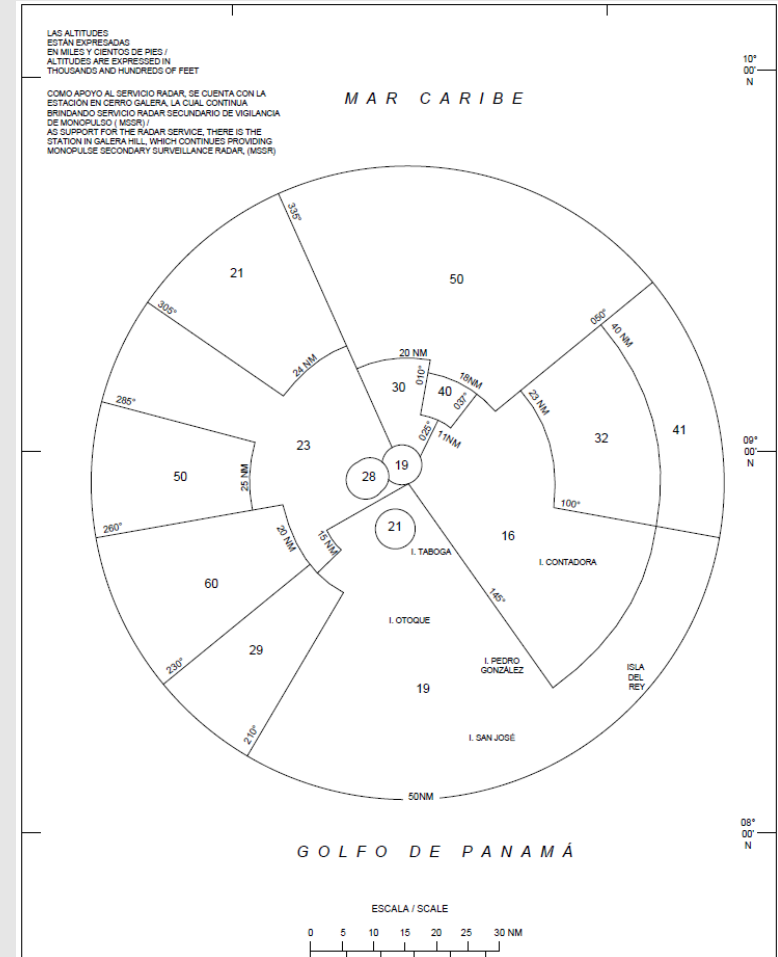 LAS ALTITUDES
ESTÁN EXPRESADAS
EN MILES Y CIENTOS DE PIES /
ALTITUDES ARE EXPRESSED IN
THOUSANDS AND HUNDREDS OF FEET
COMO APOYO AL SERVICIO RADAR, SE CUENTA CON LA
ESTACIÓN EN CERRO GALERA, LA CUAL CONTINUA
BRINDANDO SERVICIO RADAR SECUNDARIO DE VIGILANCIA
DE MONOPULSO ( MSSR) /
AS SUPPORT FOR THE RADAR SERVICE, THERE IS THE
STATION IN GALERA HILL, WHICH CONTINUES PROVIDING
MONOPULSE SECONDARY SURVEILLANCE RADAR, (MSSR)
MAR CARIBE
10°
00'
N
335°
21
50
305°
050°
40 NM
20 NM
24 NM
010°
18NM
30
40
037°
23 NM
285°
025°
11NM
23
32
41
09°
00'
N
19
28
50
25 NM
100°
260°
21
16
20 NM
15 NM
I. TABOGA
I. CONTADORA
60
145°
I. OTOQUE
29
230°
I. PEDRO
GONZÁLEZ
ISLA
DEL
REY
19
210°
I. SAN JOSÉ
50NM
08°
00'
N
GOLFO DE PANAMÁ
ESCALA / SCALE
0 5 10 15 20 25 30 NM